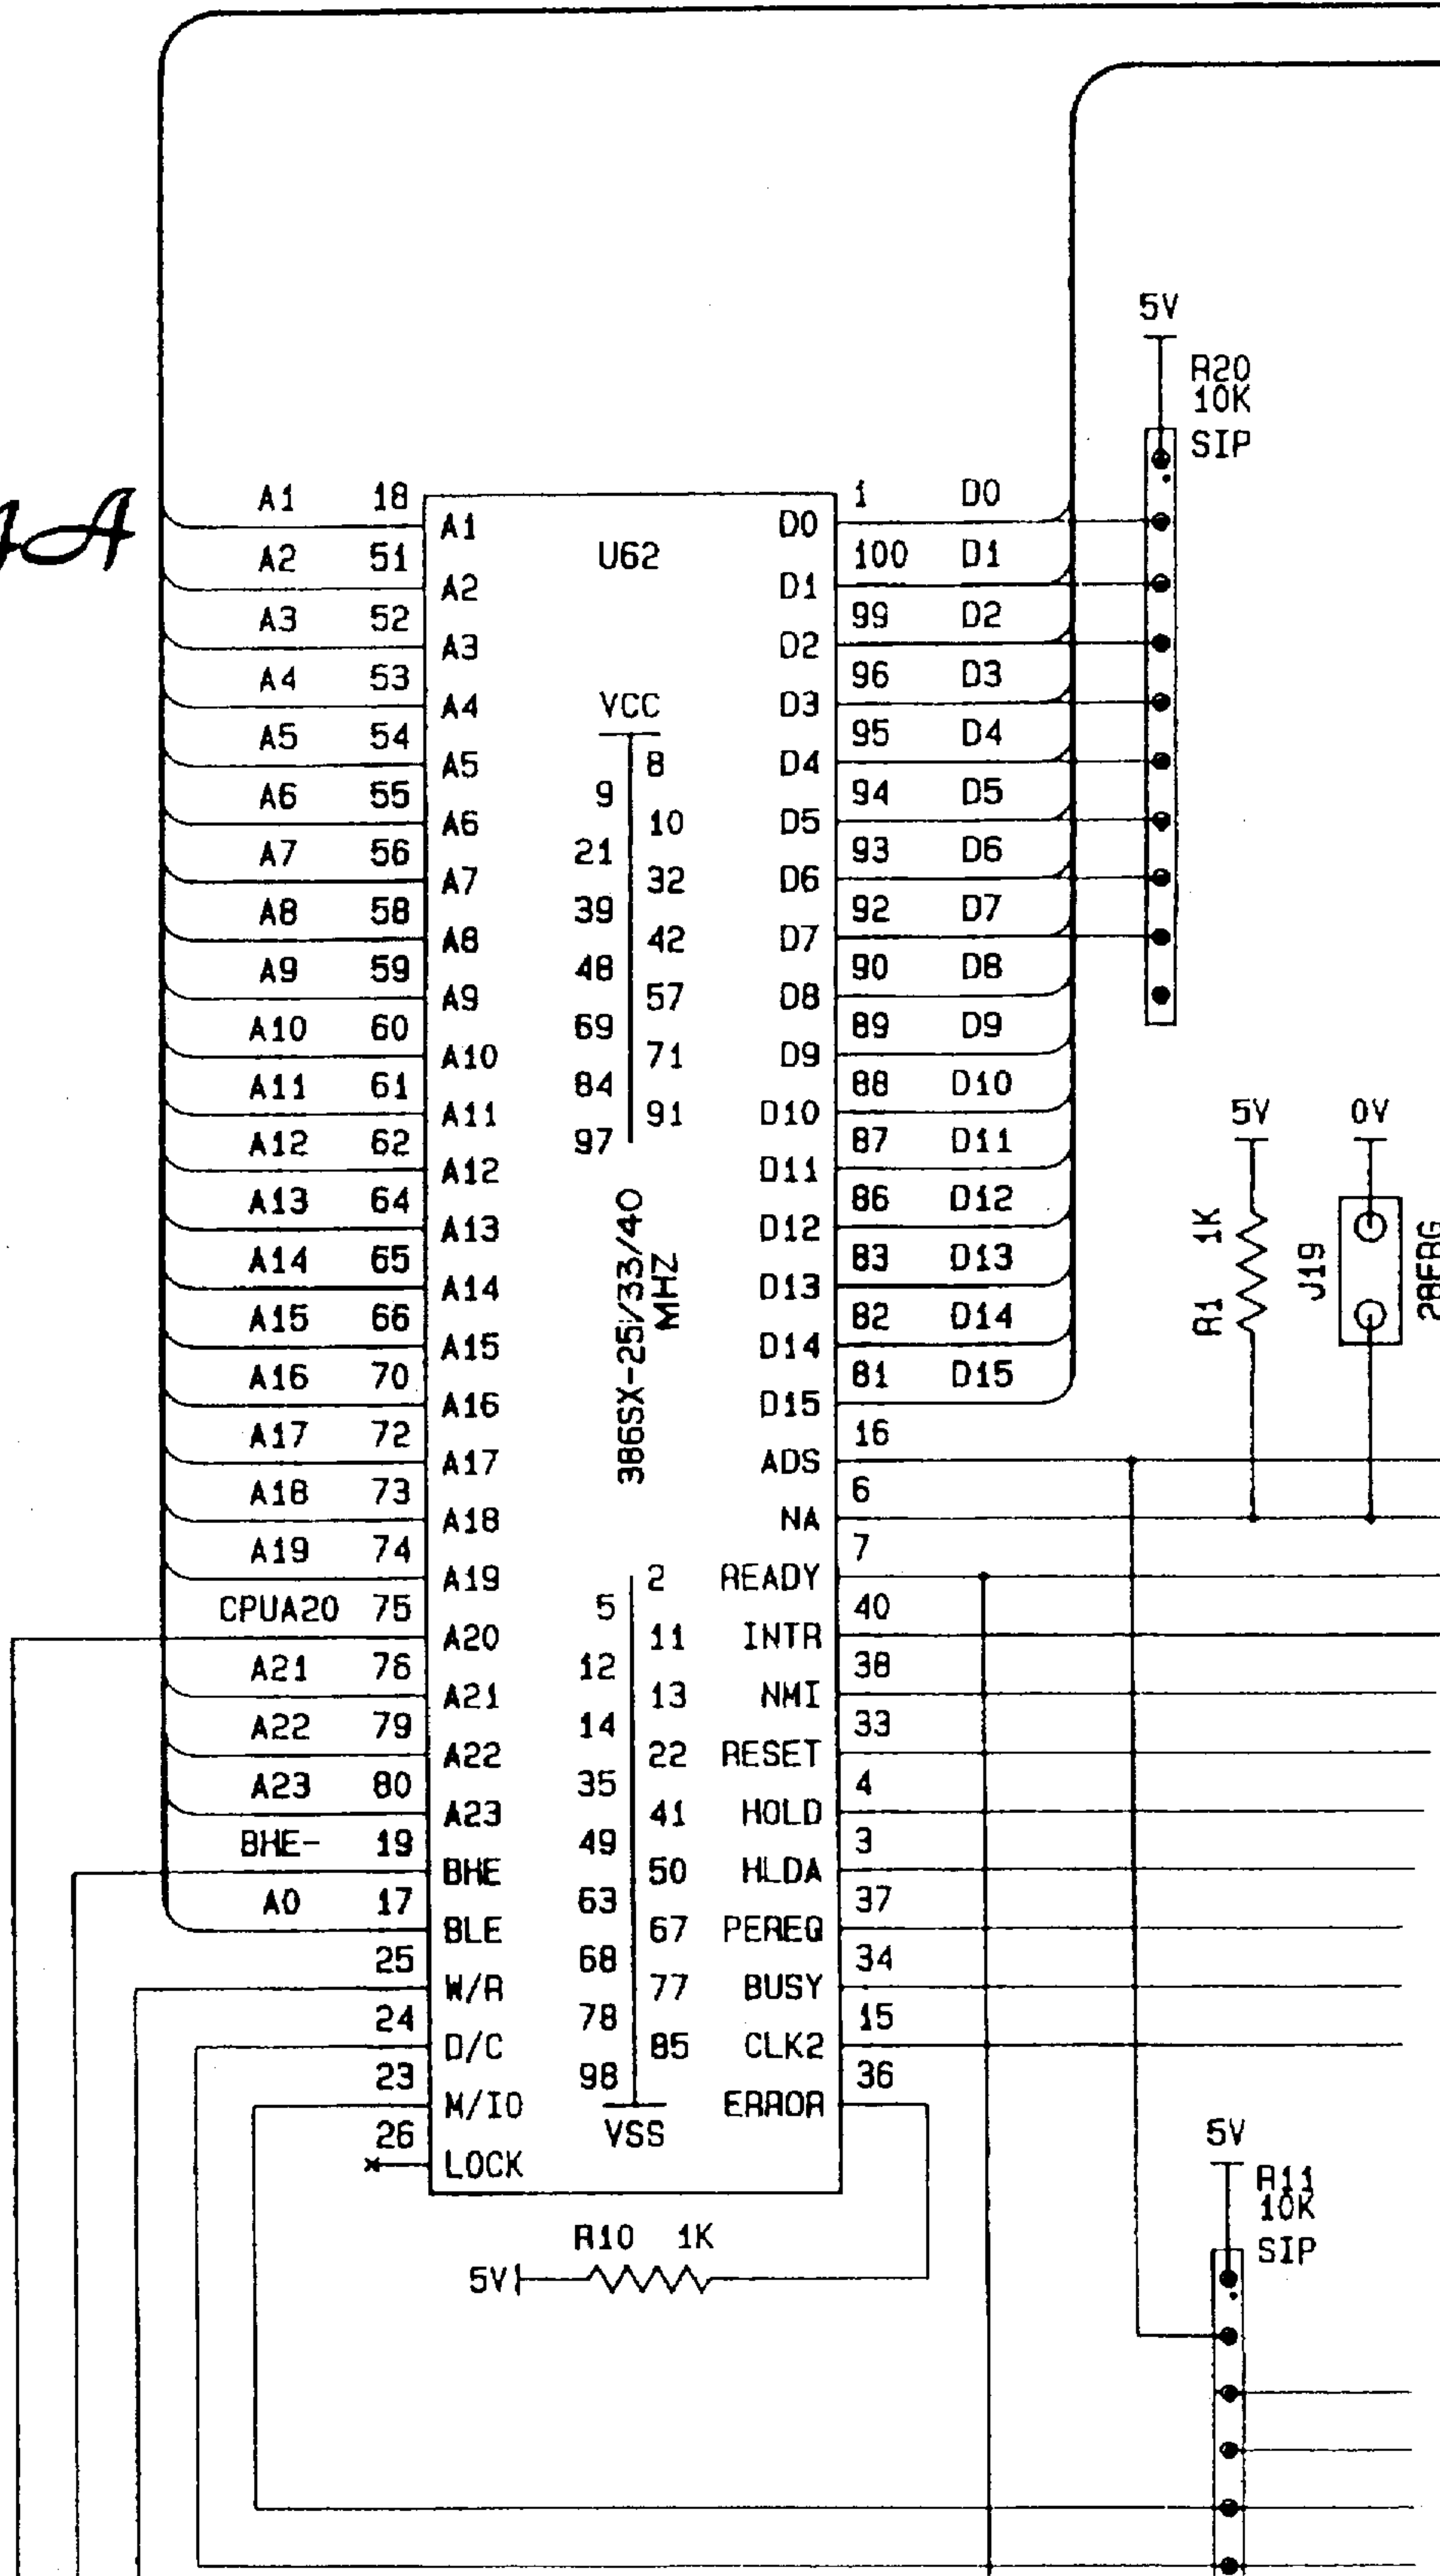 5V
R20
10K
SIP
A1 18 A1 U62 D0 1 D0
A2 51 A2 D1 100 D1
A3 52 A3 D2 99 D2
A4 53 A4 VCC D3 96 D3
A5 54 A5 8 D4 95 D4
A6 55 A6 9 10 D5 94 D5
A7 56 A7 21 32 D6 93 D6
A8 58 A8 39 42 D7 92 D7
A9 59 A9 48 57 D8 90 D8
A10 60 A10 69 71 D9 89 D9
A11 61 A11 84 91 D10 88 D10
A12 62 A12 97 D11 87 D11
A13 64 A13 D12 86 D12
A14 65 A14 D13 83 D13
A15 66 A15 D14 82 D14
A16 70 A16 D15 81 D15
386SX-25/33/40
MHZ
5V 0V
R1 1K
J19
A17 72 A17 ADS 16
A18 73 A18 NA 6
A19 74 A19 2 READY 7
CPUA20 75 A20 5 11 INTR 40
A21 76 A21 12 13 NMI 38
A22 79 A22 14 22 RESET 33
A23 80 A23 35 41 HOLD 4
BHE- 19 BHE 49 50 HLDA 3
A0 17 BLE 63 67 PEREQ 37
25 W/R 68 77 BUSY 34
24 D/C 78 85 CLK2 15
23 M/IO 98 ERROR 36
26 LOCK VSS
5V
R11
10K
SIP
R10 1K
5V